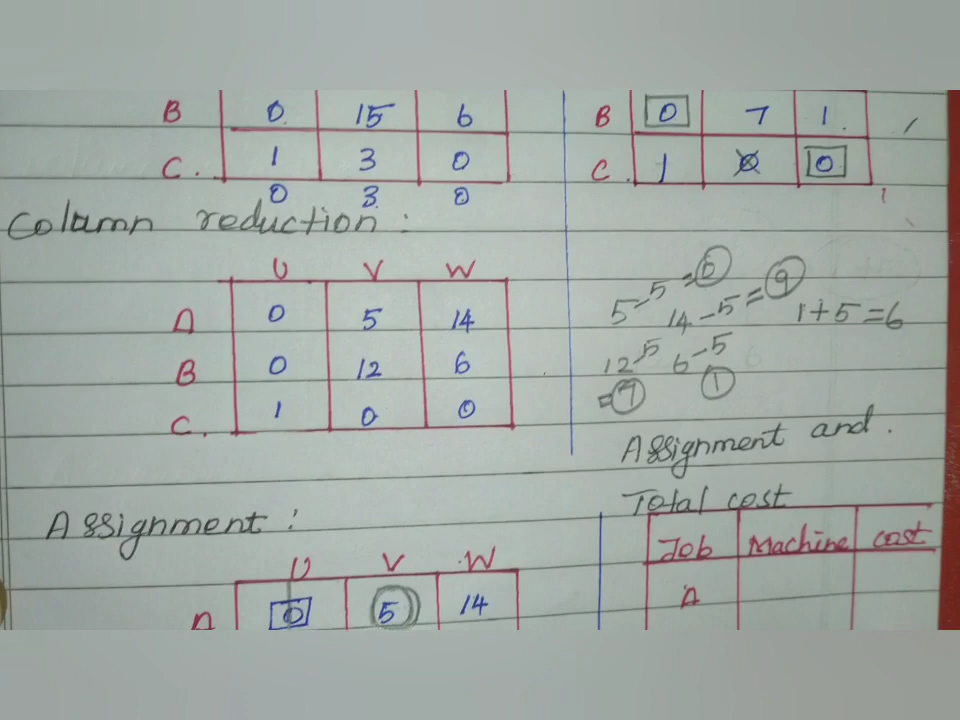 B 0 15 6
C. 1 3 0
0 3 0
Column reduction :
U V W
A 0 5 14
B 0 12 6
C. 1 0 0
Assignment :
U V W
A 0 5 14
B 0 7 1
C. 1 0 0
5-5=0 14-5=9 1+5=6
12-5=7 6-5 1
Assignment and.
Total cost
Job Machine cost
A